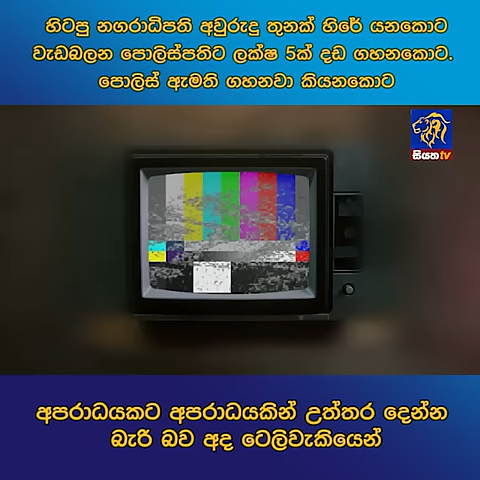 හිටපු නගරාධිපති අවුරුදු තුනක් හිරේ යනකොට
වැඩබලන පොලිස්පතිට ලක්ෂ 5ක් දඩ ගහනකොට.
පොලිස් ඇමති ගහනවා කියනකොට
සියත tv
අපරාධයකට අපරාධයකින් උත්තර දෙන්න
බැරි බව අද ටෙලිවැකියෙන්